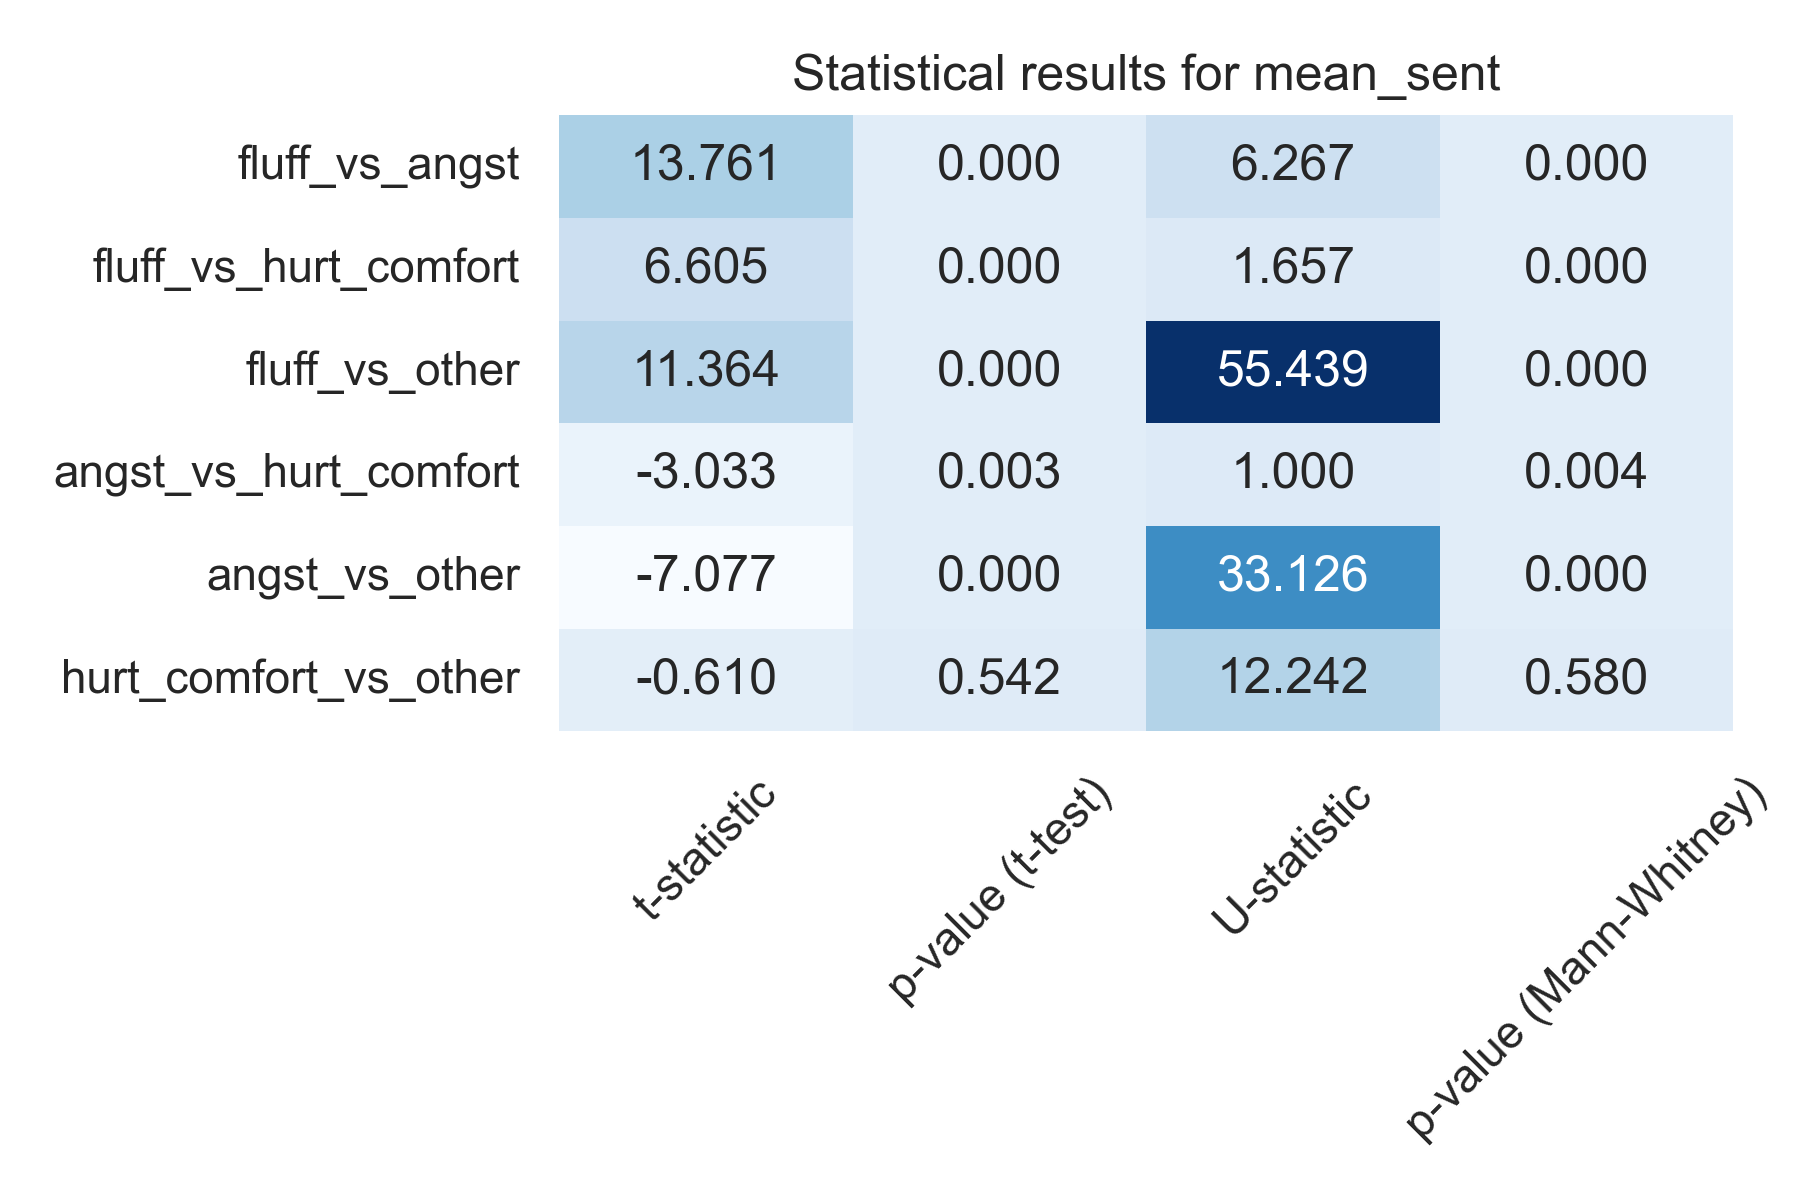 Statistical results for mean_sent
fluff_vs_angst 13.761 0.000 6.267 0.000
fluff_vs_hurt_comfort 6.605 0.000 1.657 0.000
fluff_vs_other 11.364 0.000 55.439 0.000
angst_vs_hurt_comfort -3.033 0.003 1.000 0.004
angst_vs_other -7.077 0.000 33.126 0.000
hurt_comfort_vs_other -0.610 0.542 12.242 0.580
t-statistic
p-value (t-test)
U-statistic
p-value (Mann-Whitney)